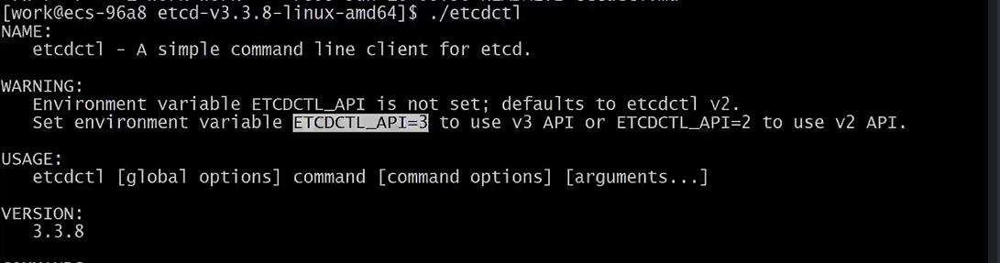 [work@ecs-96a8 etcd-v3.3.8-linux-amd64]$ ./etcdctl
NAME:
   etcdctl - A simple command line client for etcd.
WARNING:
   Environment variable ETCDCTL_API is not set; defaults to etcdctl v2.
   Set environment variable ETCDCTL_API=3 to use v3 API or ETCDCTL_API=2 to use v2 API.
USAGE:
   etcdctl [global options] command [command options] [arguments...]
VERSION:
   3.3.8